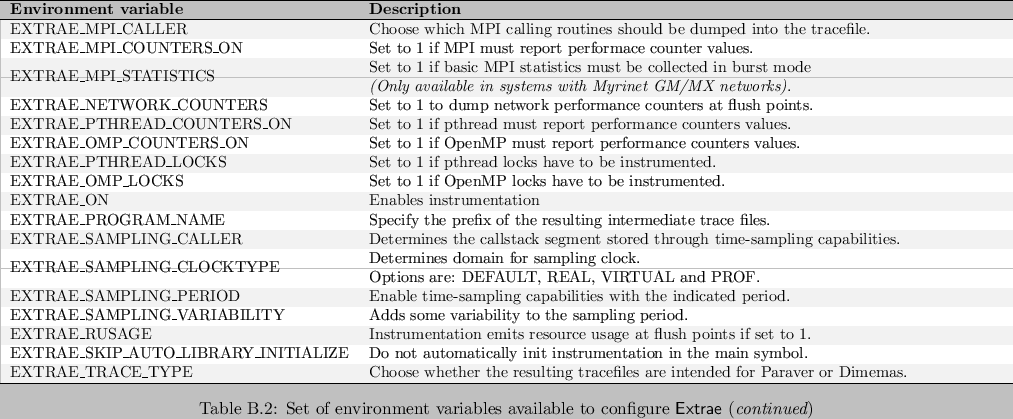 Environment variable Description
EXTRAE_MPI_CALLER Choose which MPI calling routines should be dumped into the tracefile.
EXTRAE_MPI_COUNTERS_ON Set to 1 if MPI must report performace counter values.
EXTRAE_MPI_STATISTICS Set to 1 if basic MPI statistics must be collected in burst mode
(Only available in systems with Myrinet GM/MX networks).
EXTRAE_NETWORK_COUNTERS Set to 1 to dump network performance counters at flush points.
EXTRAE_PTHREAD_COUNTERS_ON Set to 1 if pthread must report performance counters values.
EXTRAE_OMP_COUNTERS_ON Set to 1 if OpenMP must report performance counters values.
EXTRAE_PTHREAD_LOCKS Set to 1 if pthread locks have to be instrumented.
EXTRAE_OMP_LOCKS Set to 1 if OpenMP locks have to be instrumented.
EXTRAE_ON Enables instrumentation
EXTRAE_PROGRAM_NAME Specify the prefix of the resulting intermediate trace files.
EXTRAE_SAMPLING_CALLER Determines the callstack segment stored through time-sampling capabilities.
EXTRAE_SAMPLING_CLOCKTYPE Determines domain for sampling clock.
Options are: DEFAULT, REAL, VIRTUAL and PROF.
EXTRAE_SAMPLING_PERIOD Enable time-sampling capabilities with the indicated period.
EXTRAE_SAMPLING_VARIABILITY Adds some variability to the sampling period.
EXTRAE_RUSAGE Instrumentation emits resource usage at flush points if set to 1.
EXTRAE_SKIP_AUTO_LIBRARY_INITIALIZE Do not automatically init instrumentation in the main symbol.
EXTRAE_TRACE_TYPE Choose whether the resulting tracefiles are intended for Paraver or Dimemas.
Table B.2: Set of environment variables available to configure Extrae (continued)